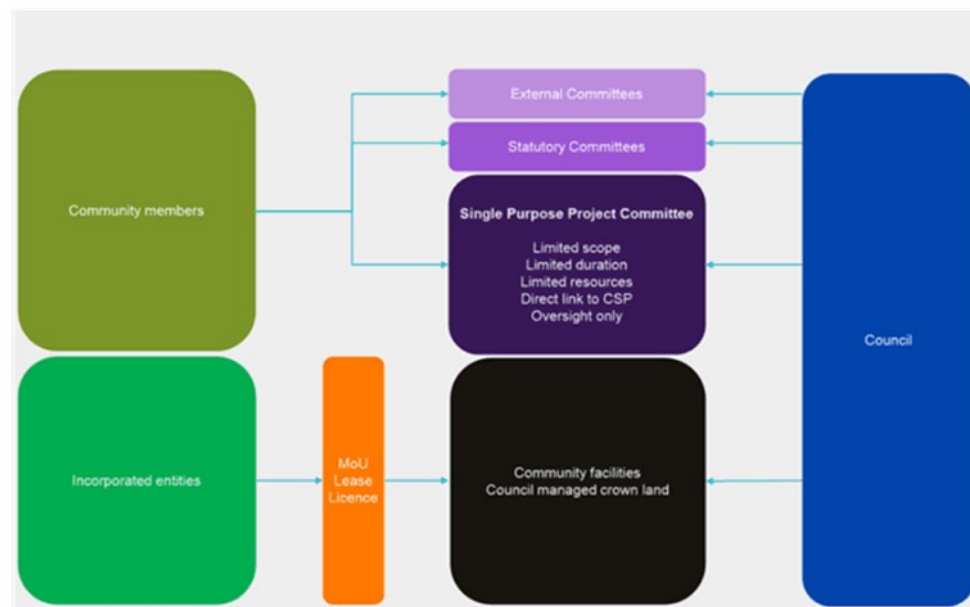 External Committees
Statutory Committees
Community members
Single Purpose Project Committee
Limited scope
Limited duration
Limited resources
Direct link to CSP
Oversight only
Council
Incorporated entities
MoU
Lease
Licence
Community facilities
Council managed crown land